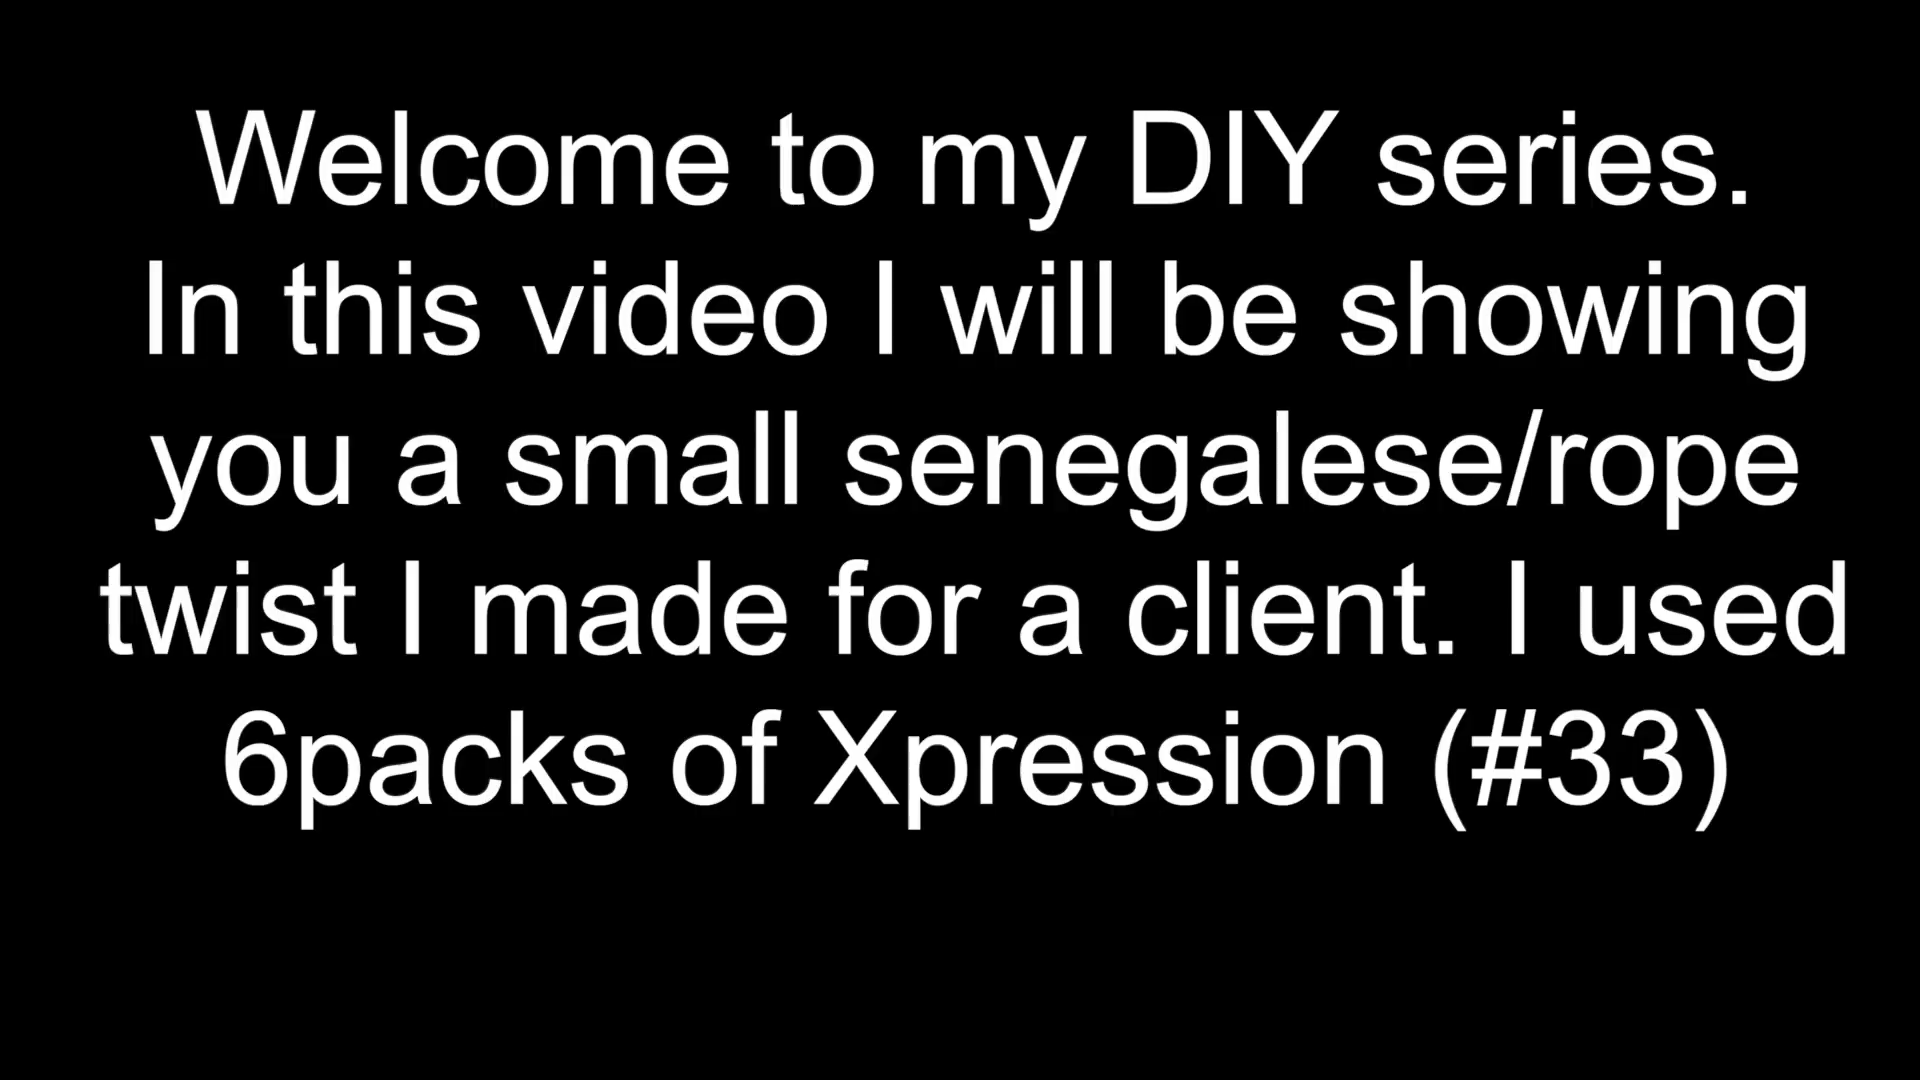 Welcome to my DIY series.
In this video I will be showing
you a small senegalese/rope
twist I made for a client. I used
6packs of Xpression (#33)